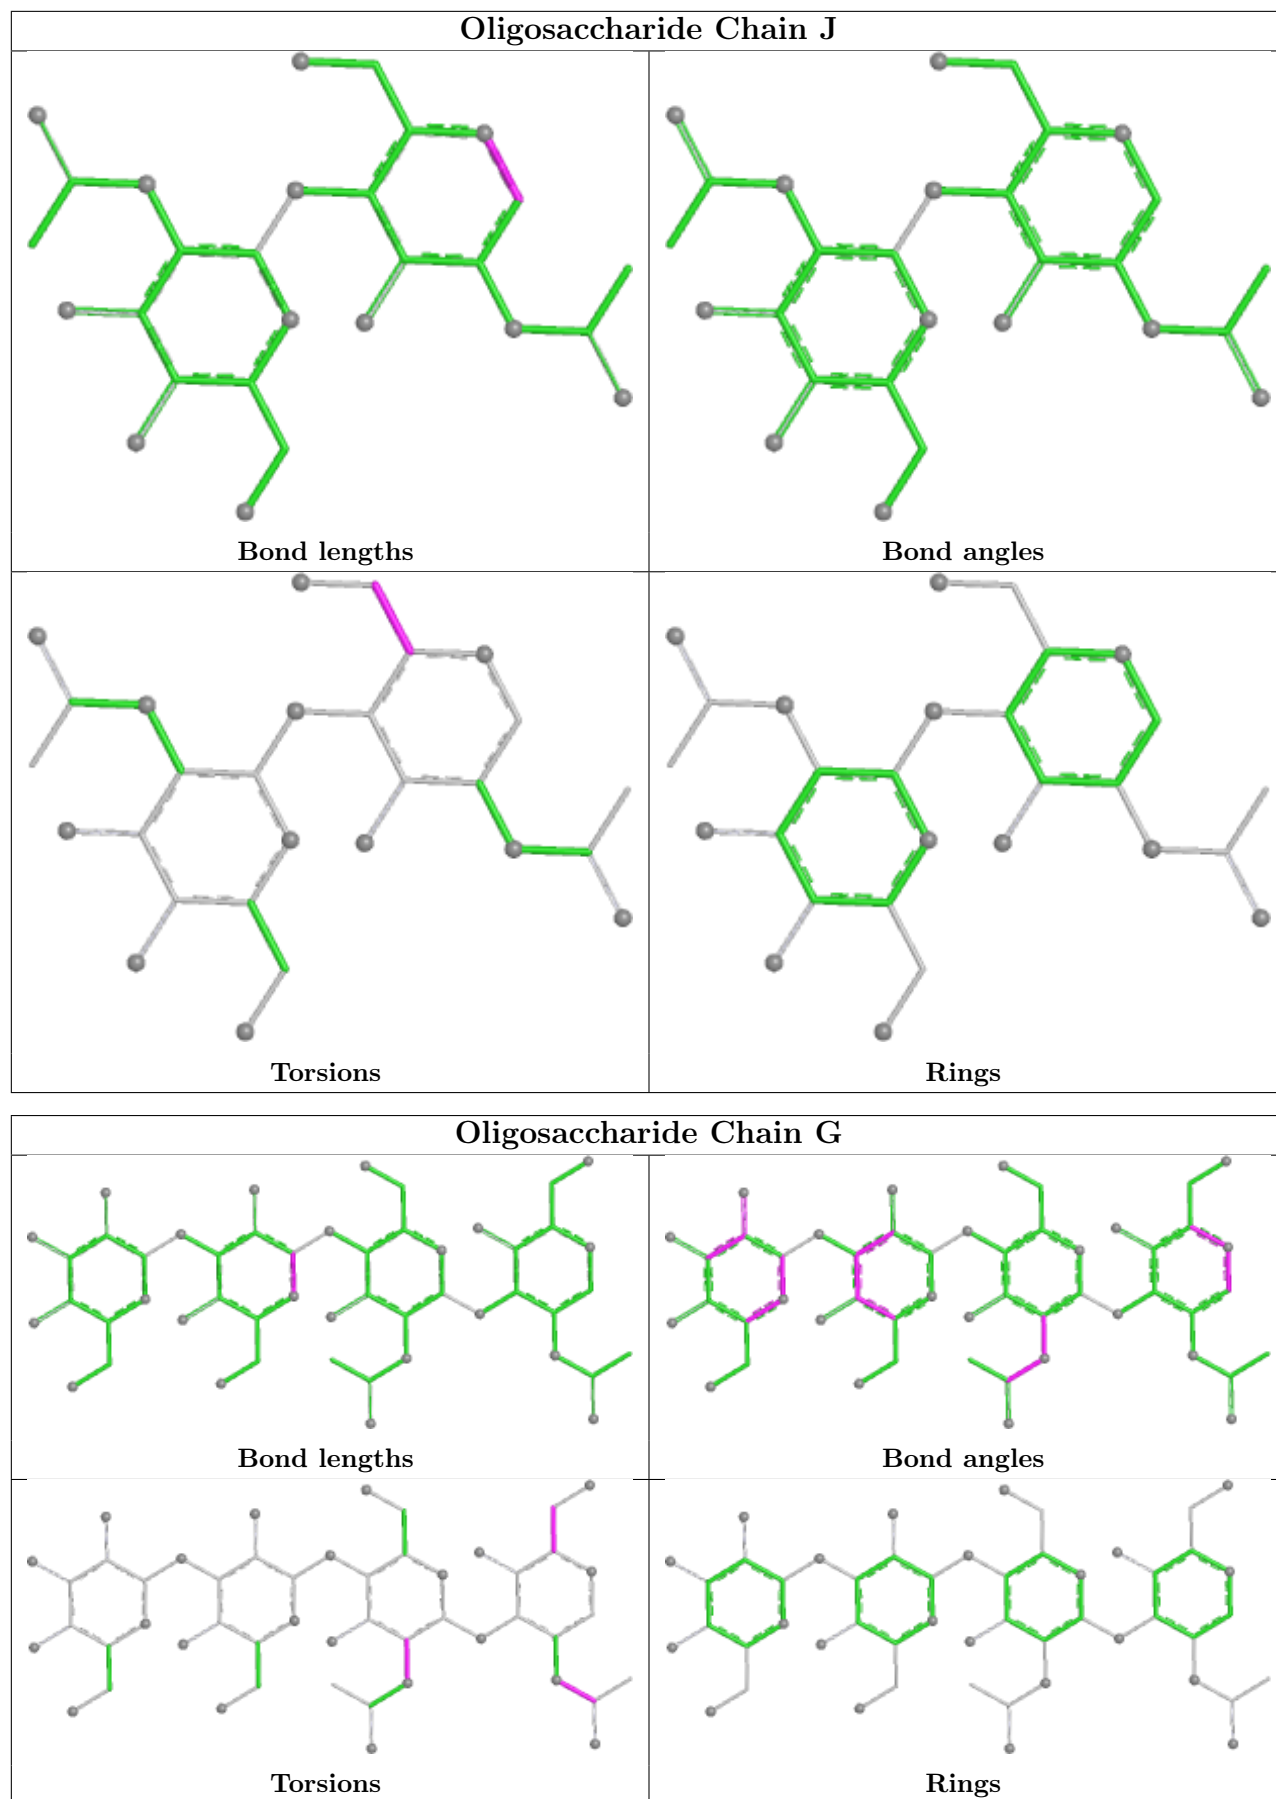 Oligosaccharide Chain J
Bond lengths
Bond angles
Torsions
Rings
Oligosaccharide Chain G
Bond lengths
Bond angles
Torsions
Rings